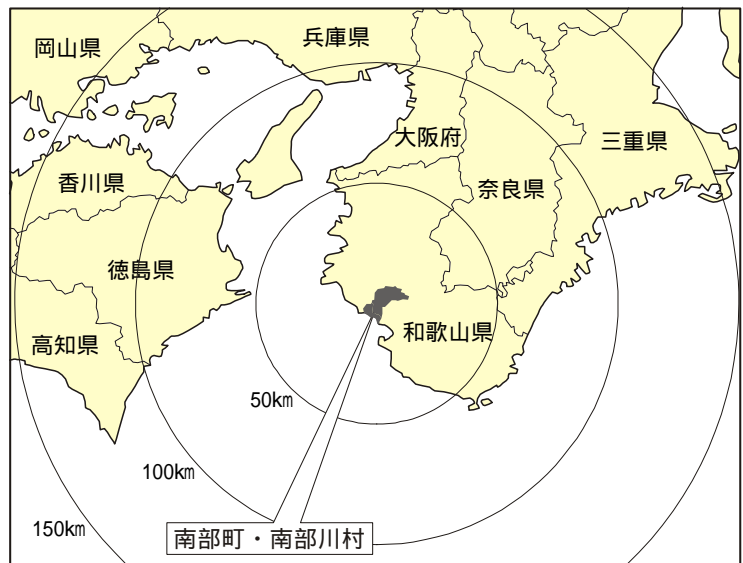 兵庫県
岡山県
大阪府
三重県
香川県
奈良県
徳島県
和歌山県
高知県
50㎞
100㎞
150㎞
南部町・南部川村